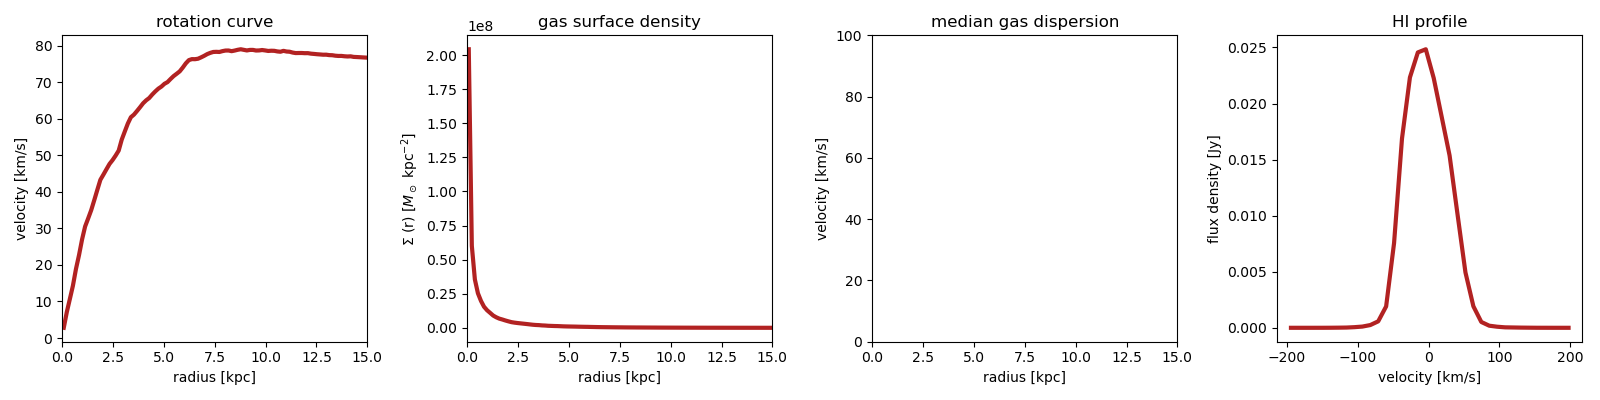 rotation curve
velocity [km/s]
80
70
60
50
40
30
20
10
0
0.0 2.5 5.0 7.5 10.0 12.5 15.0
radius [kpc]
gas surface density
1e8
Σ (r) [M⊙ kpc⁻²]
2.00
1.75
1.50
1.25
1.00
0.75
0.50
0.25
0.00
0.0 2.5 5.0 7.5 10.0 12.5 15.0
radius [kpc]
median gas dispersion
velocity [km/s]
100
80
60
40
20
0
0.0 2.5 5.0 7.5 10.0 12.5 15.0
radius [kpc]
HI profile
flux density [Jy]
0.025
0.020
0.015
0.010
0.005
0.000
−200 −100 0 100 200
velocity [km/s]